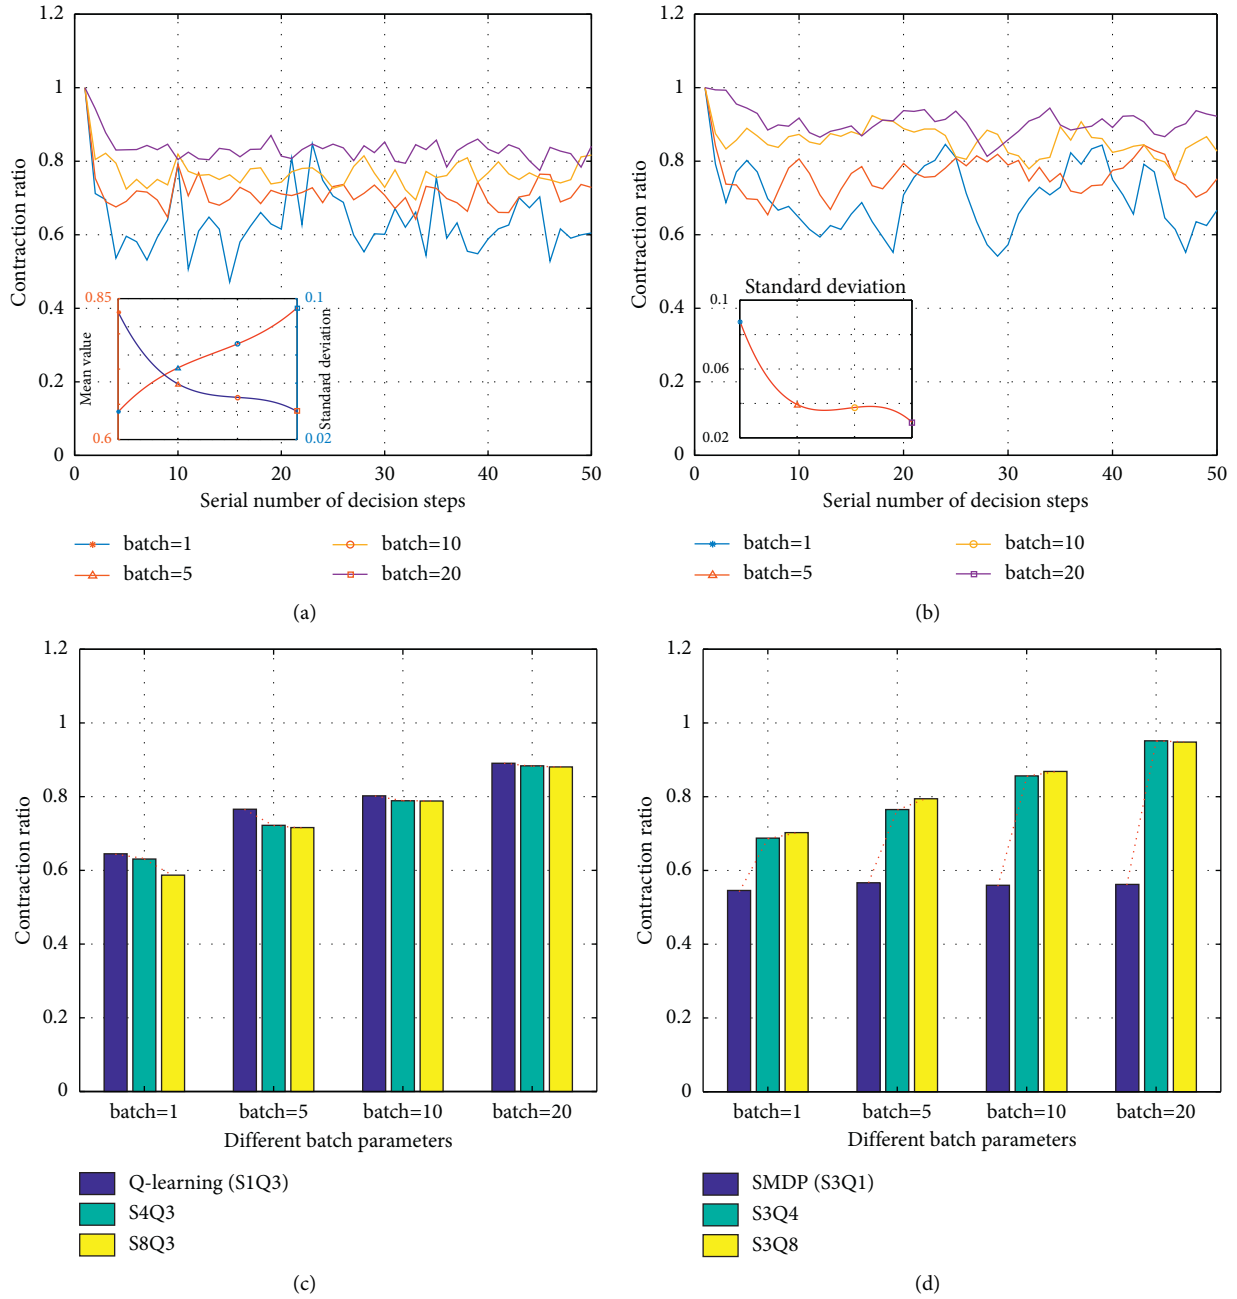 1.2
1
0.8
0.6
0.4
0.2
0
Contraction ratio
0.85
0.6
Mean value
0.1
0.02
Standard deviation
0 10 20 30 40 50
Serial number of decision steps
batch=1 batch=10
batch=5 batch=20
(a)
1.2
1
0.8
0.6
0.4
0.2
0
Contraction ratio
Standard deviation
0.1
0.06
0.02
0 10 20 30 40 50
Serial number of decision steps
batch=1 batch=10
batch=5 batch=20
(b)
1.2
1
0.8
0.6
0.4
0.2
0
Contraction ratio
batch=1 batch=5 batch=10 batch=20
Different batch parameters
Q-learning (S1Q3)
S4Q3
S8Q3
(c)
1.2
1
0.8
0.6
0.4
0.2
0
Contraction ratio
batch=1 batch=5 batch=10 batch=20
Different batch parameters
SMDP (S3Q1)
S3Q4
S3Q8
(d)